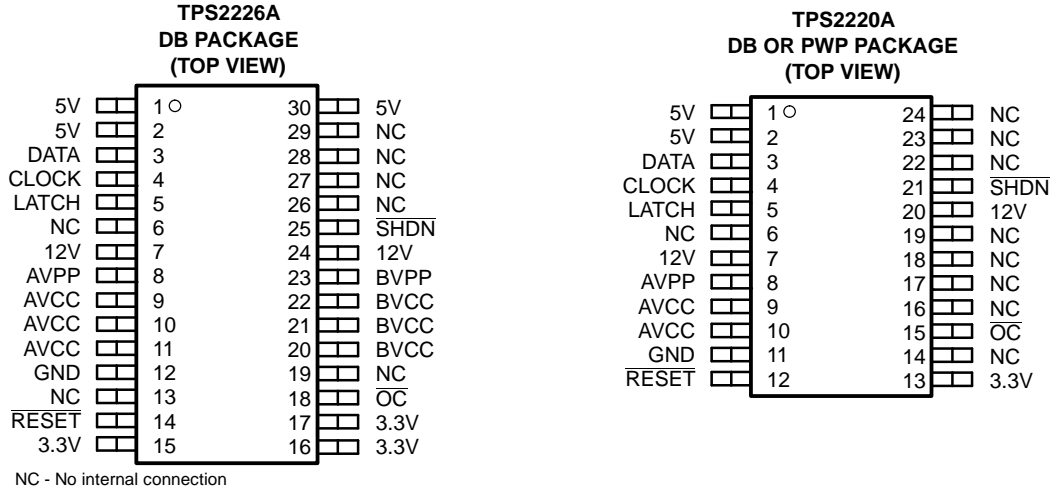 TPS2226A
DB PACKAGE
(TOP VIEW)
5V 1 30 5V
5V 2 29 NC
DATA 3 28 NC
CLOCK 4 27 NC
LATCH 5 26 NC
NC 6 25 SHDN
12V 7 24 12V
AVPP 8 23 BVPP
AVCC 9 22 BVCC
AVCC 10 21 BVCC
AVCC 11 20 BVCC
GND 12 19 NC
NC 13 18 OC
RESET 14 17 3.3V
3.3V 15 16 3.3V
NC - No internal connection
TPS2220A
DB OR PWP PACKAGE
(TOP VIEW)
5V 1 24 NC
5V 2 23 NC
DATA 3 22 NC
CLOCK 4 21 SHDN
LATCH 5 20 12V
NC 6 19 NC
12V 7 18 NC
AVPP 8 17 NC
AVCC 9 16 NC
AVCC 10 15 OC
GND 11 14 NC
RESET 12 13 3.3V